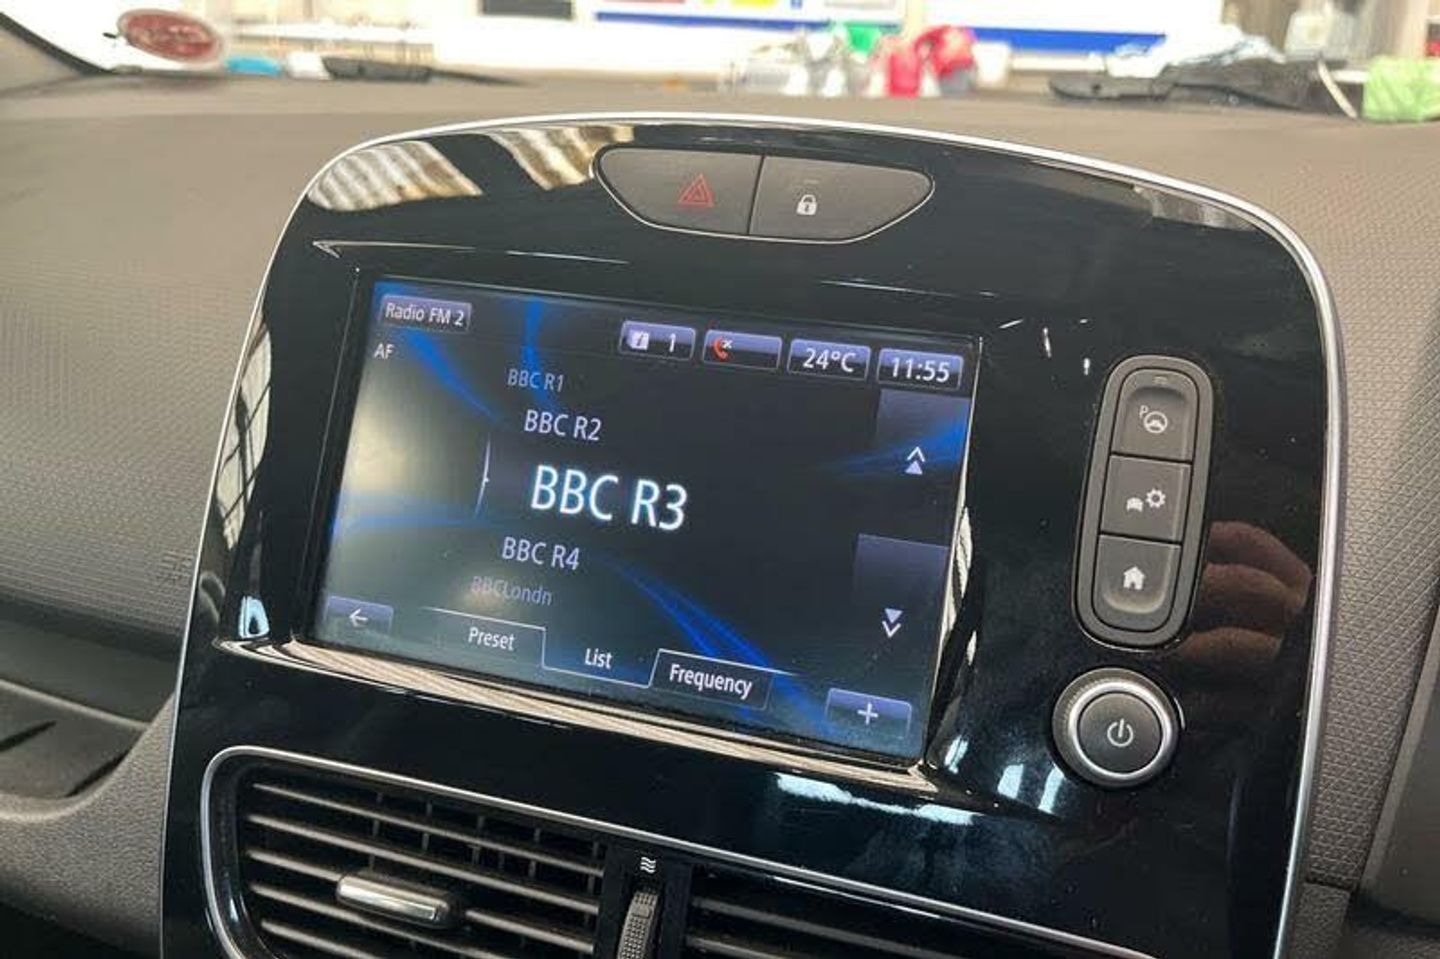 Radio FM 2
1
24°C
11:55
AF
BBC R1
BBC R2
BBC R3
BBC R4
BBCLondn
Preset
List
Frequency
P